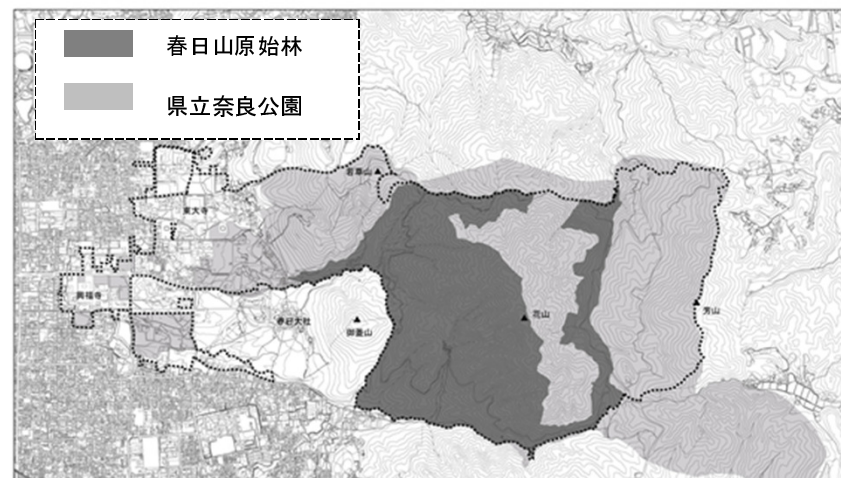 春日山原始林
県立奈良公園
若草山
東大寺
興福寺
春日大社
御蓋山
花山
芳山